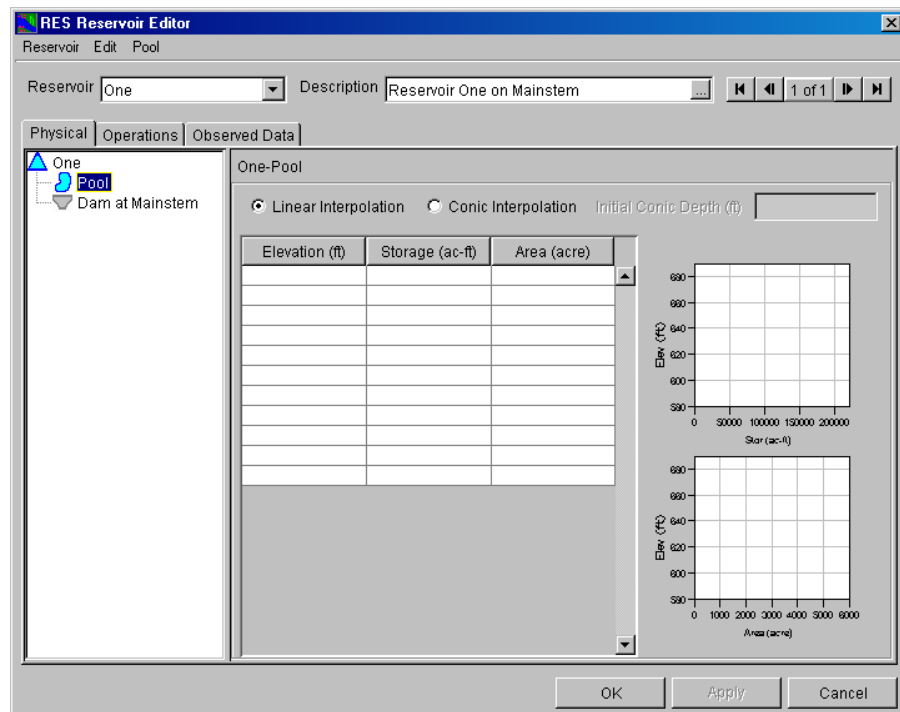 RES Reservoir Editor
Reservoir Edit Pool
Reservoir One Description Reservoir One on Mainstem ... 1 of 1
Physical Operations Observed Data
One
Pool
Dam at Mainstem
One-Pool
Linear Interpolation Conic Interpolation Initial Conic Depth (ft)
Elevation (ft) Storage (ac-ft) Area (acre)
680
660
640
620
600
580
Elev (ft)
0 50000 100000 150000 200000
Stor (ac-ft)
680
660
640
620
600
580
Elev (ft)
0 1000 2000 3000 4000 5000 6000
Area (acre)
OK Apply Cancel